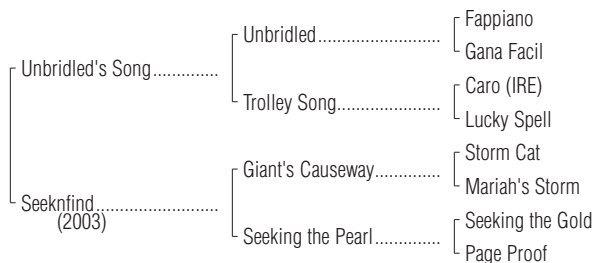 Fappiano
Unbridled........................
Gana Facil
Unbridled's Song.............
Caro (IRE)
Trolley Song....................
Lucky Spell
Storm Cat
Giant's Causeway.............
Mariah's Storm
Seeknfind........................
(2003)
Seeking the Gold
Seeking the Pearl.............
Page Proof